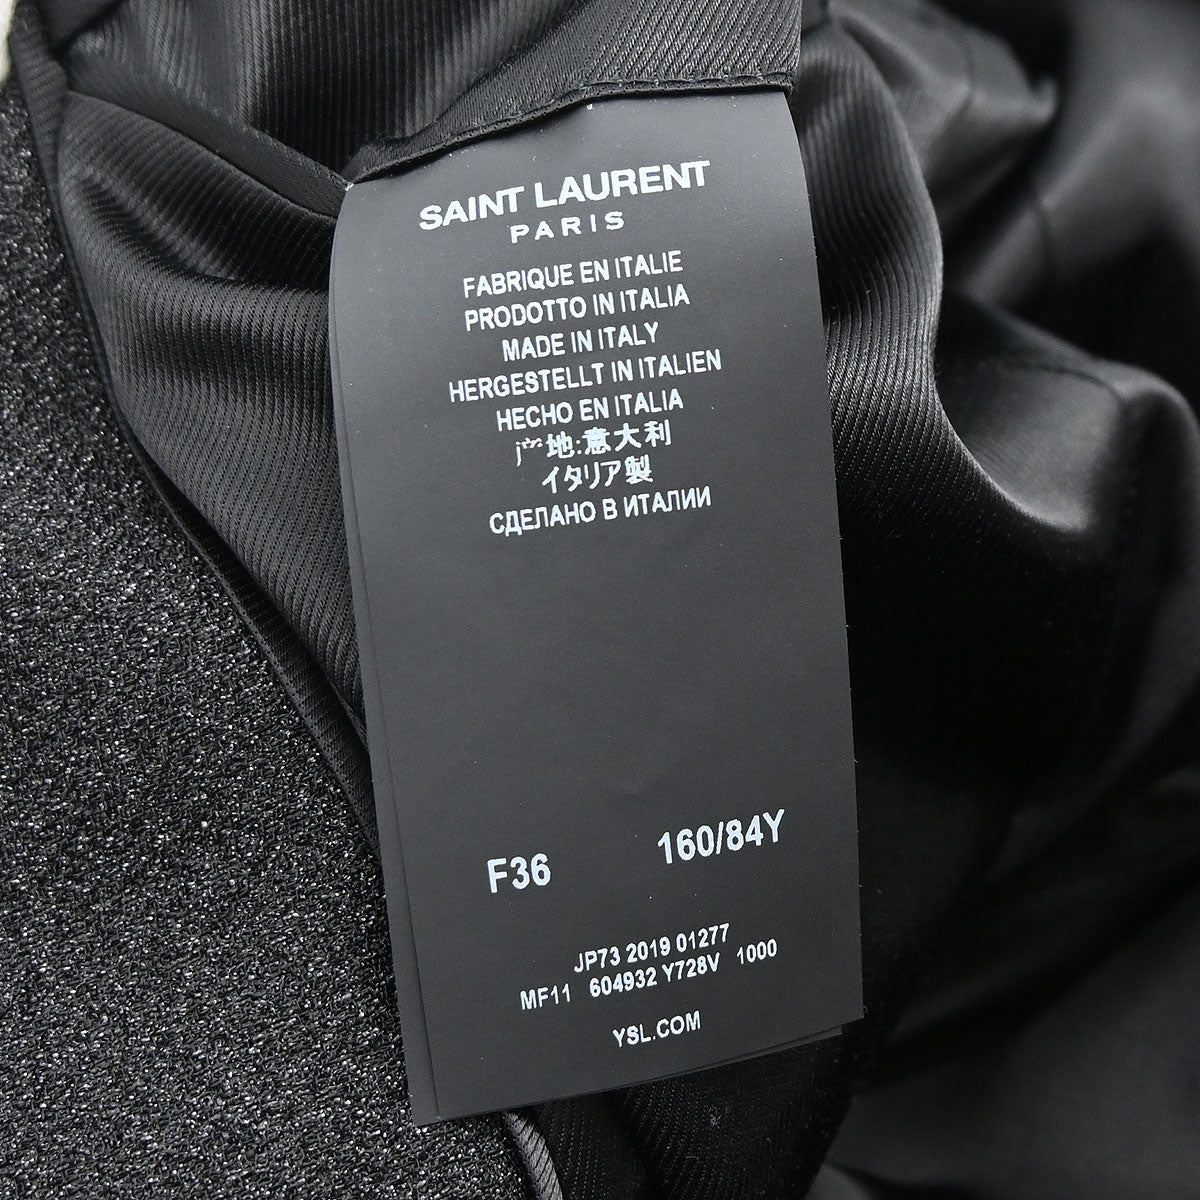 SAINT LAURENT
PARIS
FABRIQUE EN ITALIE
PRODOTTO IN ITALIA
MADE IN ITALY
HERGESTELLT IN ITALIEN
HECHO EN ITALIA
产地:意大利
イタリア製
СДЕЛАНО В ИТАЛИИ
F36 160/84Y
JP73 2019 01277
MF11 604932 Y728V 1000
YSL.COM